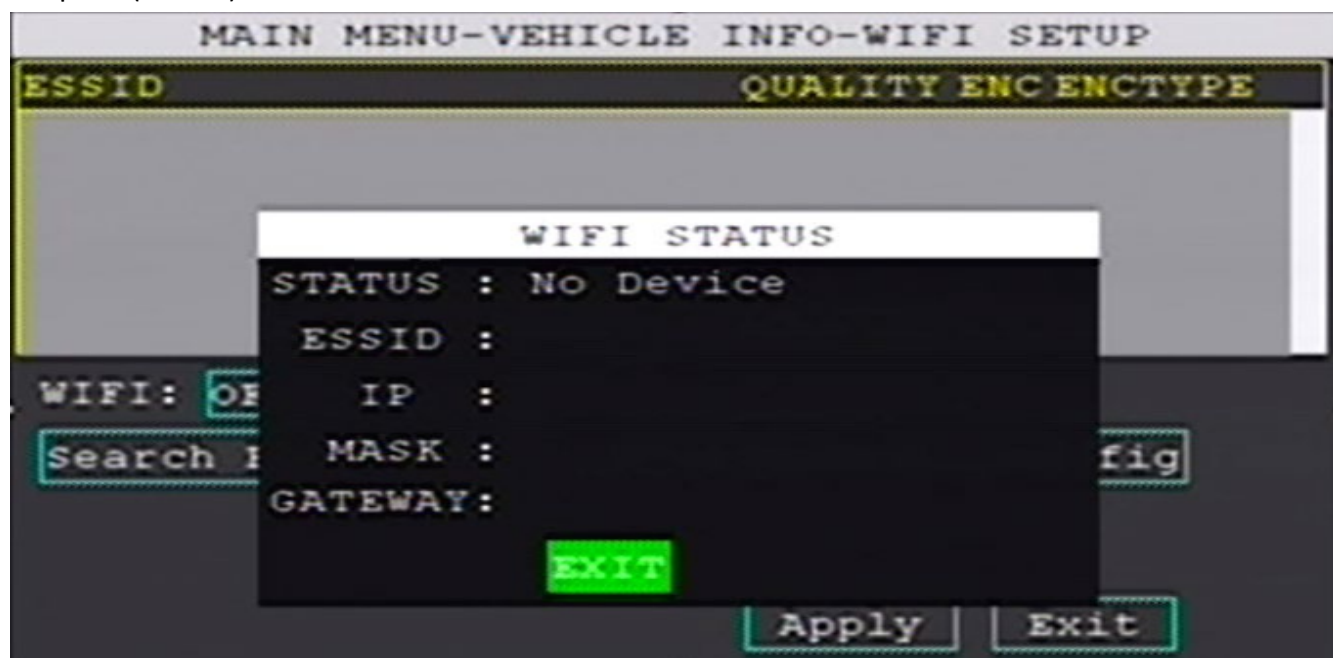 MAIN MENU-VEHICLE INFO-WIFI SETUP
ESSID QUALITY ENC ENCTYPE
WIFI STATUS
STATUS : No Device
ESSID :
IP :
MASK :
GATEWAY:
EXIT
WIFI:
Search
Apply Exit